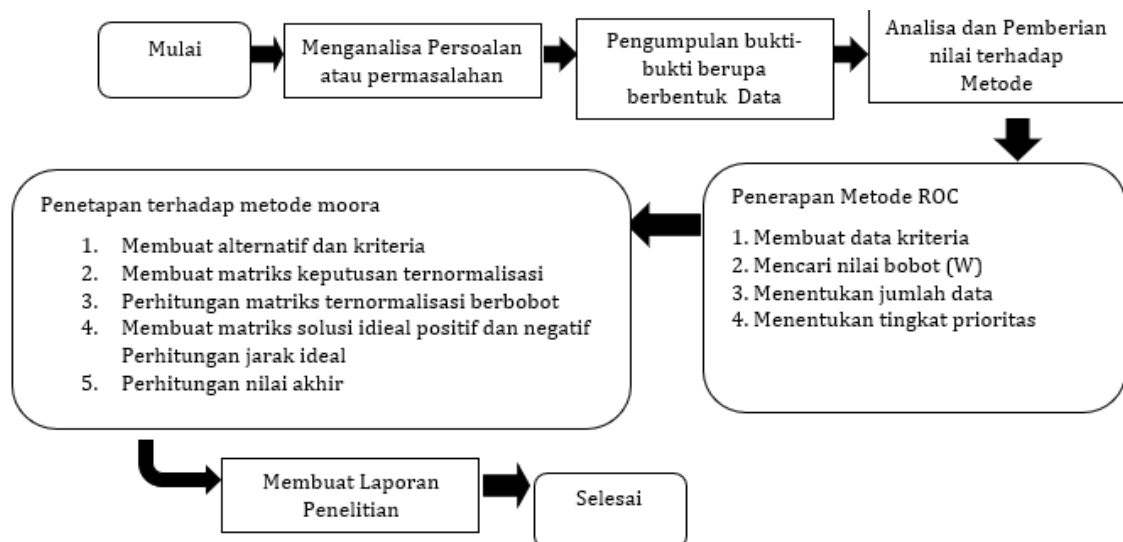 Mulai
Menganalisa Persoalan
atau permasalahan
Pengumpulan bukti-
bukti berupa
berbentuk Data
Analisa dan Pemberian
nilai terhadap
Metode
Penerapan Metode ROC
1. Membuat data kriteria
2. Mencari nilai bobot (W)
3. Menentukan jumlah data
4. Menentukan tingkat prioritas
Penetapan terhadap metode moora
1. Membuat alternatif dan kriteria
2. Membuat matriks keputusan ternormalisasi
3. Perhitungan matriks ternormalisasi berbobot
4. Membuat matriks solusi idieal positif dan negatif
Perhitungan jarak ideal
5. Perhitungan nilai akhir
Membuat Laporan
Penelitian
Selesai